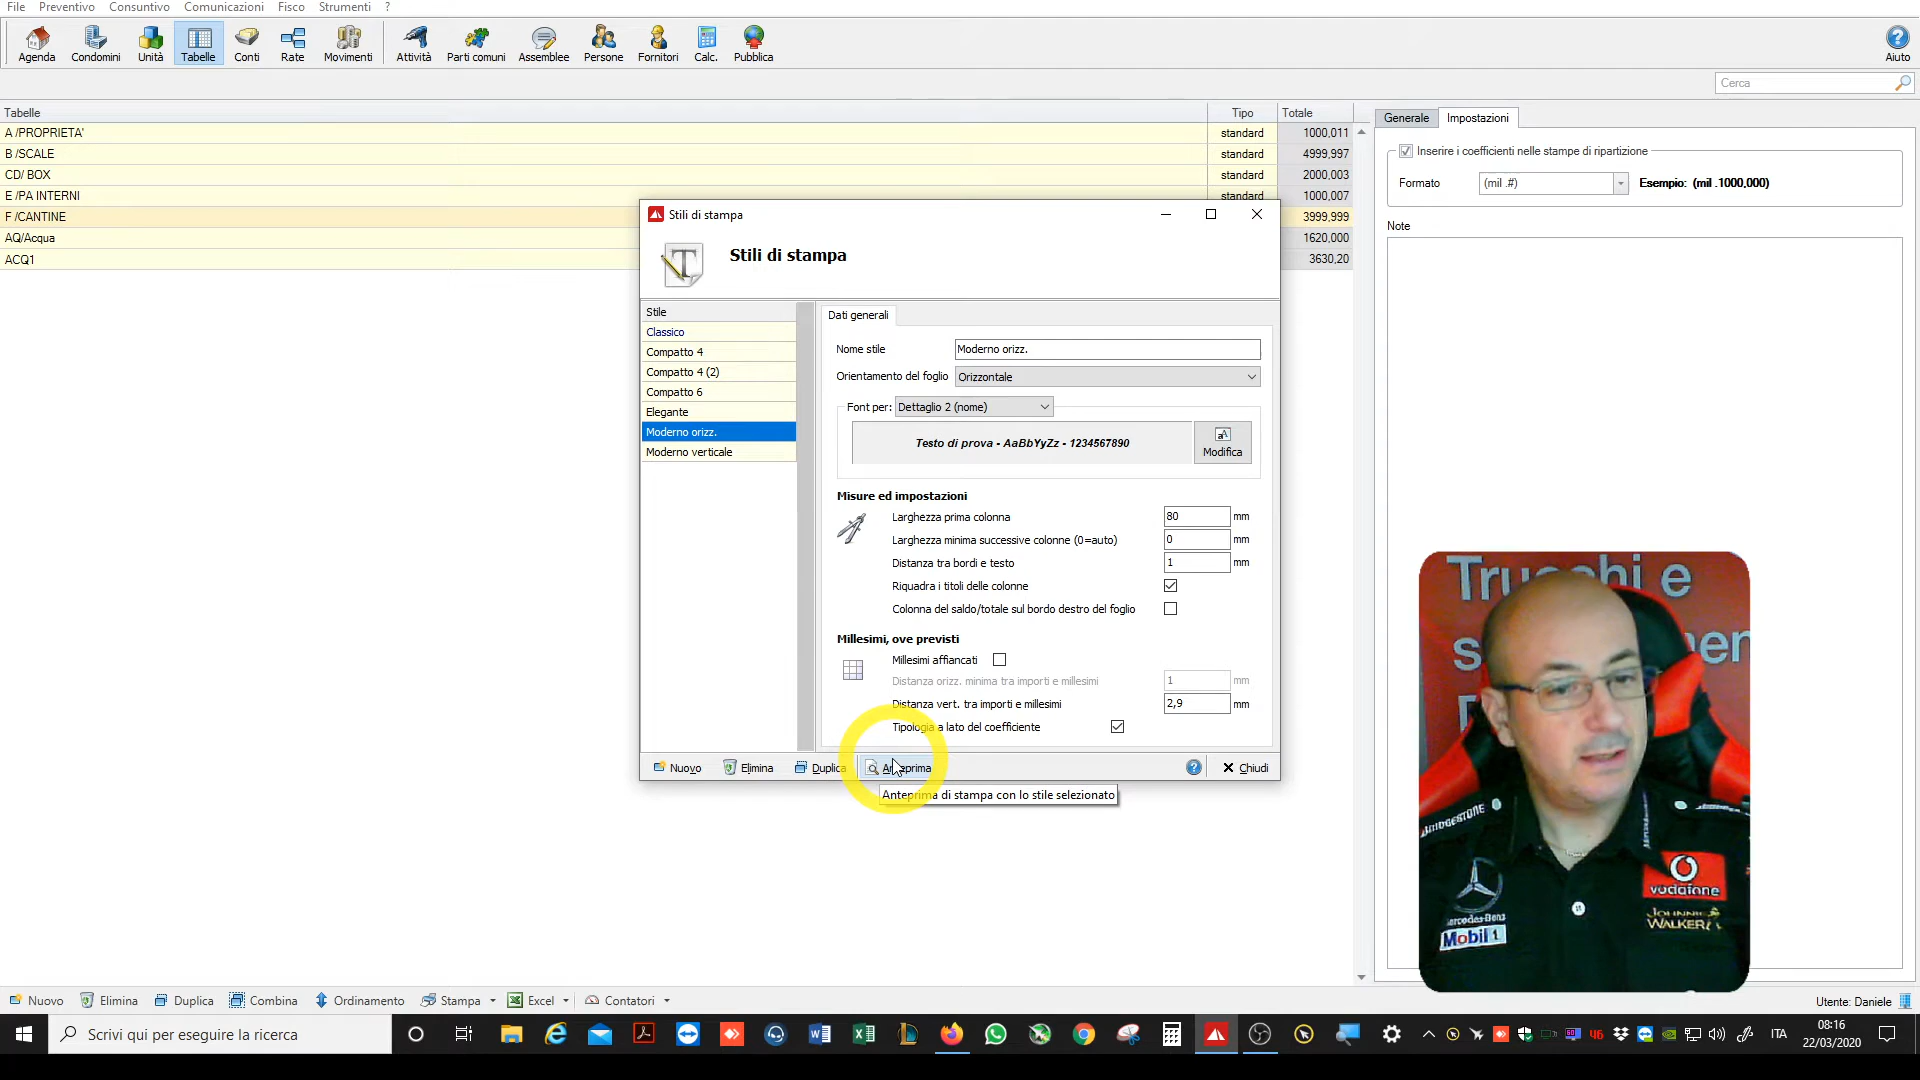 File Preventivo Consuntivo Comunicazioni Fisco Strumenti ?
Agenda Condomini Unità Tabelle Conti Rate Movimenti Attività Parti comuni Assemblee Persone Fornitori Calc. Pubblica Aiuto
Cerca
Tabelle Tipo Totale
A /PROPRIETA' standard 1000,011
B /SCALE standard 4999,997
CD/ BOX standard 2000,003
E /PA INTERNI standard 1000,007
F /CANTINE 3999,999
AQ/Acqua 1620,000
ACQ1 3630,20
Generale Impostazioni
Inserire i coefficienti nelle stampe di ripartizione
Formato (mil .#) Esempio: (mil .1000,000)
Note
Stili di stampa
Stili di stampa
Stile
Classico
Compatto 4
Compatto 4 (2)
Compatto 6
Elegante
Moderno orizz.
Moderno verticale
Dati generali
Nome stile Moderno orizz.
Orientamento del foglio Orizzontale
Font per: Dettaglio 2 (nome)
Testo di prova - AaBbYyZz - 1234567890
Modifica
Misure ed impostazioni
Larghezza prima colonna 80 mm
Larghezza minima successive colonne (0=auto) 0 mm
Distanza tra bordi e testo 1 mm
Riquadra i titoli delle colonne
Colonna del saldo/totale sul bordo destro del foglio
Millesimi, ove previsti
Millesimi affiancati
Distanza orizz. minima tra importi e millesimi 1 mm
Distanza vert. tra importi e millesimi 2,9 mm
Tipologia a lato del coefficiente
Nuovo Elimina Duplica Anteprima Chiudi
Anteprima di stampa con lo stile selezionato
BRIDGESTONE
Mercedes-Benz
Mobil 1
vodafone
JOHNNIE
WALKER
Nuovo Elimina Duplica Combina Ordinamento Stampa Excel Contatori Utente: Daniele
Scrivi qui per eseguire la ricerca
ITA
08:16
22/03/2020